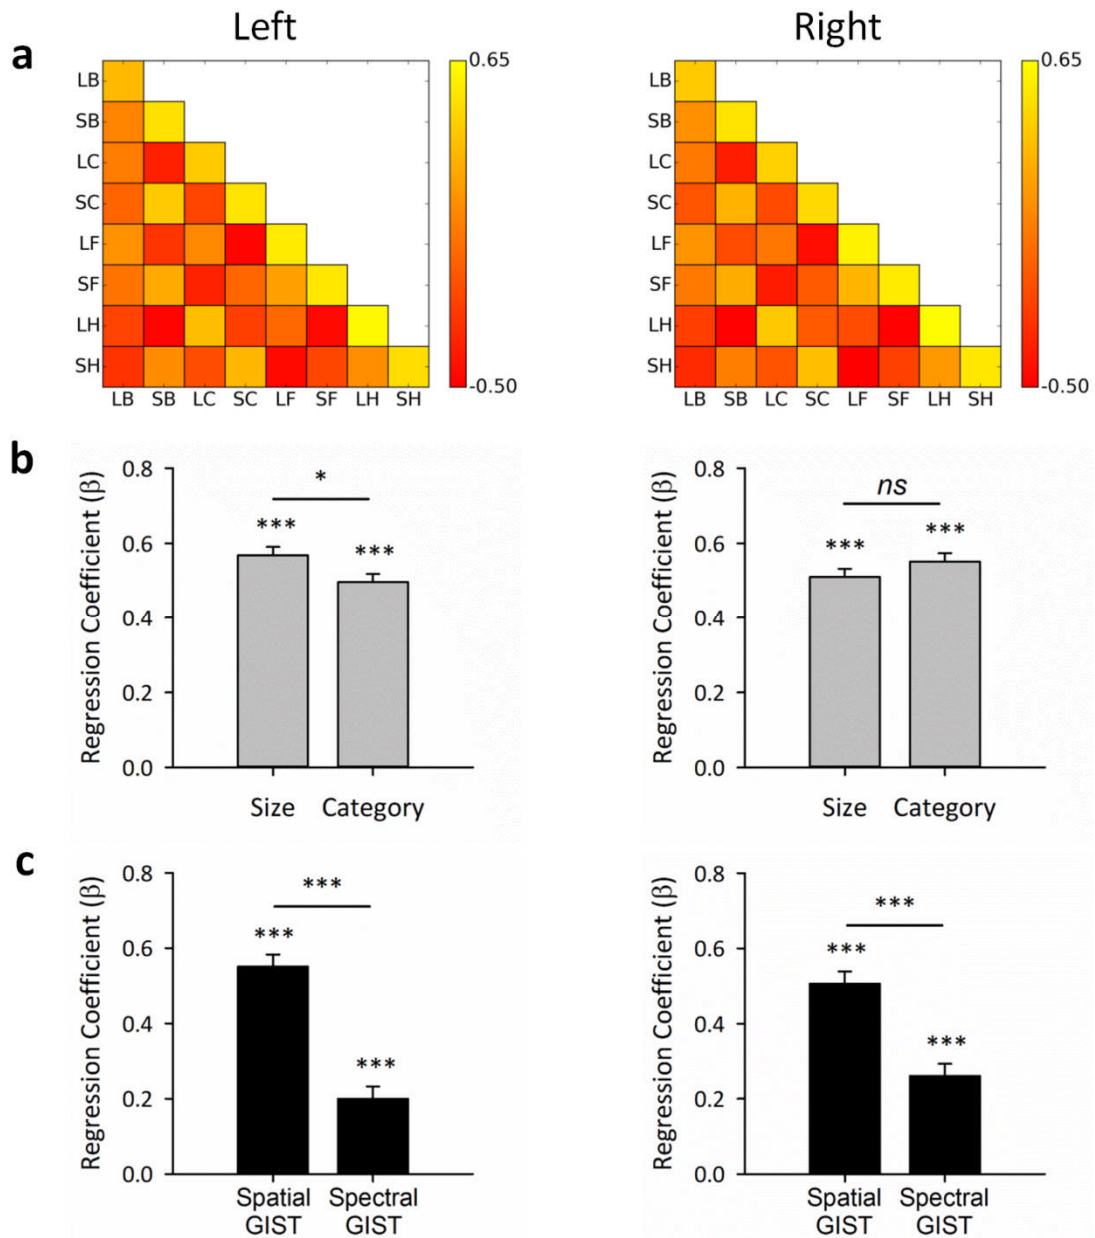 Left
Right
a
LB
SB
LC
SC
LF
SF
LH
SH
LB SB LC SC LF SF LH SH
0.65
-0.50
LB
SB
LC
SC
LF
SF
LH
SH
LB SB LC SC LF SF LH SH
0.65
-0.50
b
Regression Coefficient (β)
0.8
0.6
0.4
0.2
0.0
*
***
***
Size Category
Regression Coefficient (β)
0.8
0.6
0.4
0.2
0.0
ns
***
***
Size Category
c
Regression Coefficient (β)
0.8
0.6
0.4
0.2
0.0
***
***
***
Spatial Spectral
GIST GIST
Regression Coefficient (β)
0.8
0.6
0.4
0.2
0.0
***
***
***
Spatial Spectral
GIST GIST